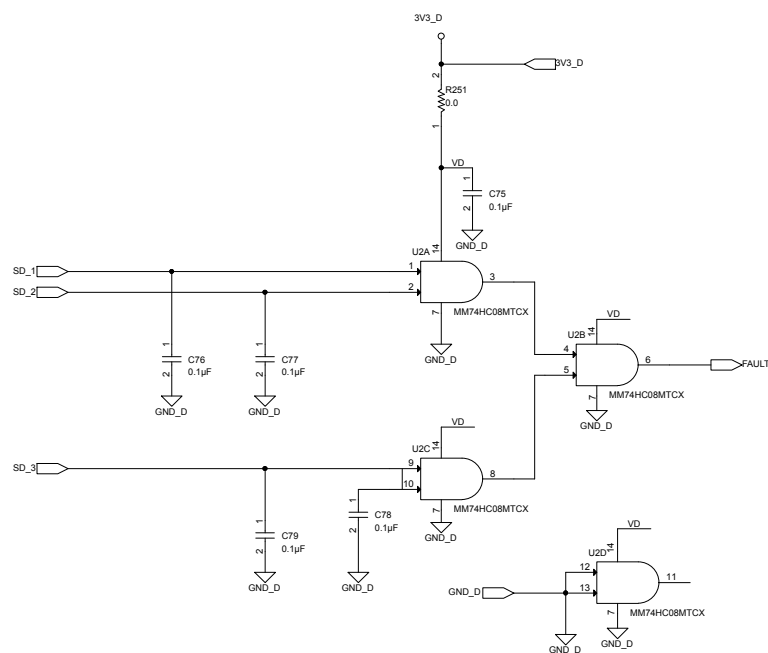 3V3_D
3V3_D
2
R251
0.0
1
VD
1
C75
2
0.1µF
GND_D
U2A
14
SD_1
1
3
SD_2
2
7
MM74HC08MTCX
GND_D
VD
U2B
14
4
6
FAULT
5
7
MM74HC08MTCX
GND_D
1
C76
2
0.1µF
GND_D
1
C77
2
0.1µF
GND_D
VD
U2C
14
SD_3
9
8
10
7
MM74HC08MTCX
GND_D
1
C78
2
0.1µF
GND_D
1
C79
2
0.1µF
GND_D
VD
U2D
14
12
11
GND_D
13
7
MM74HC08MTCX
GND_D
GND_D